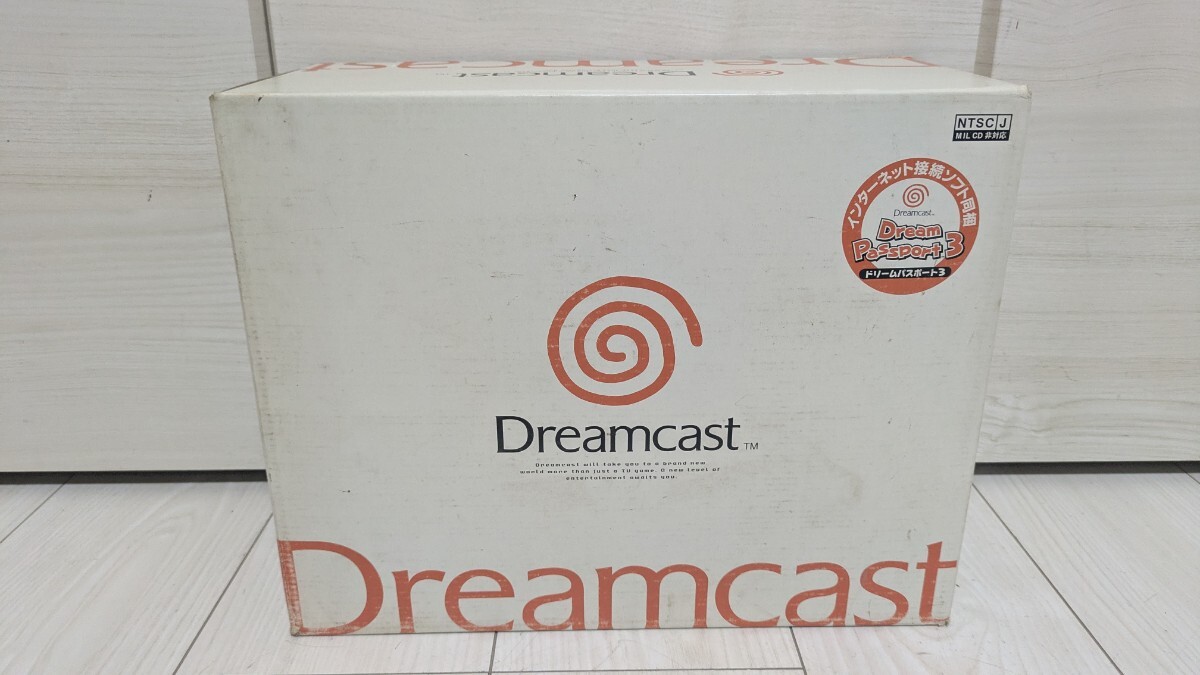 Dreamcast
Dreamcast
Dreamcast
NTSC J
MIL CD 非対応
インターネット接続ソフト同梱
Dreamcast™
Dream
Passport 3
ドリームパスポート3
Dreamcast™
Dreamcast will take you to a brand new
world more than just a TV game. A new level of
entertainment awaits you.
Dreamcast